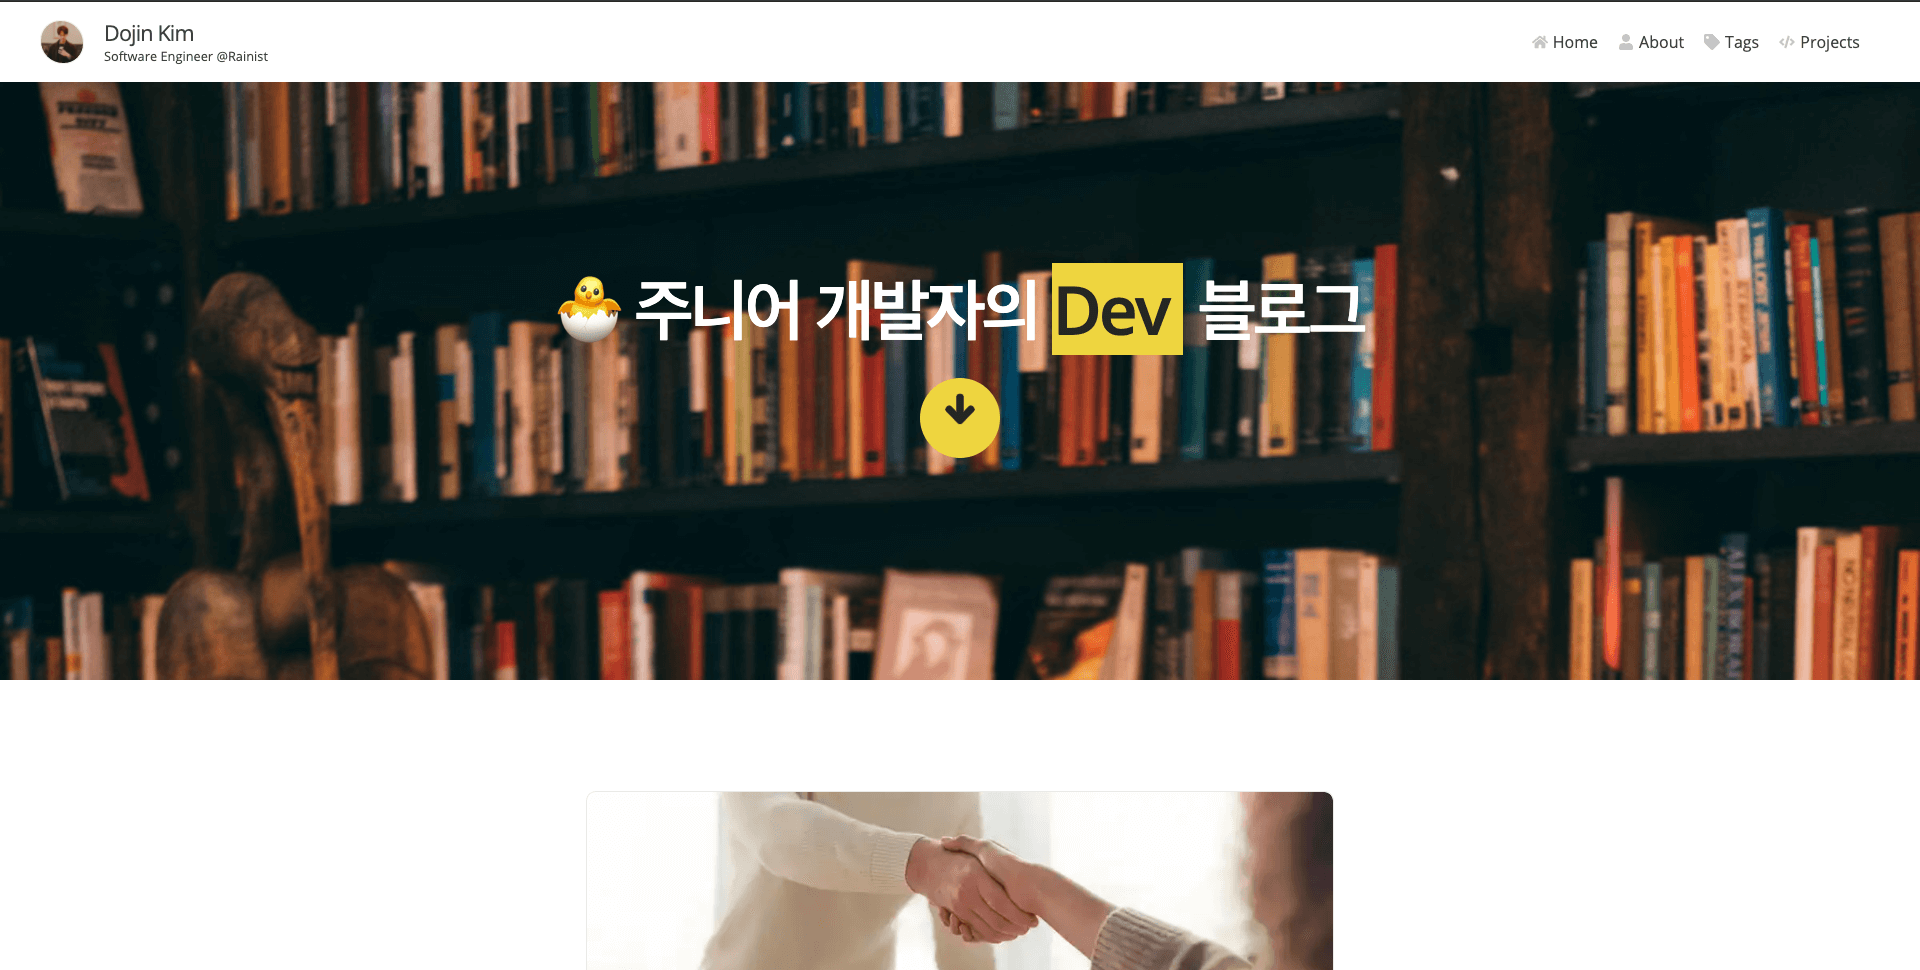 Dojin Kim
Software Engineer @Rainist
Home About Tags Projects
🐣 주니어 개발자의 Dev 블로그